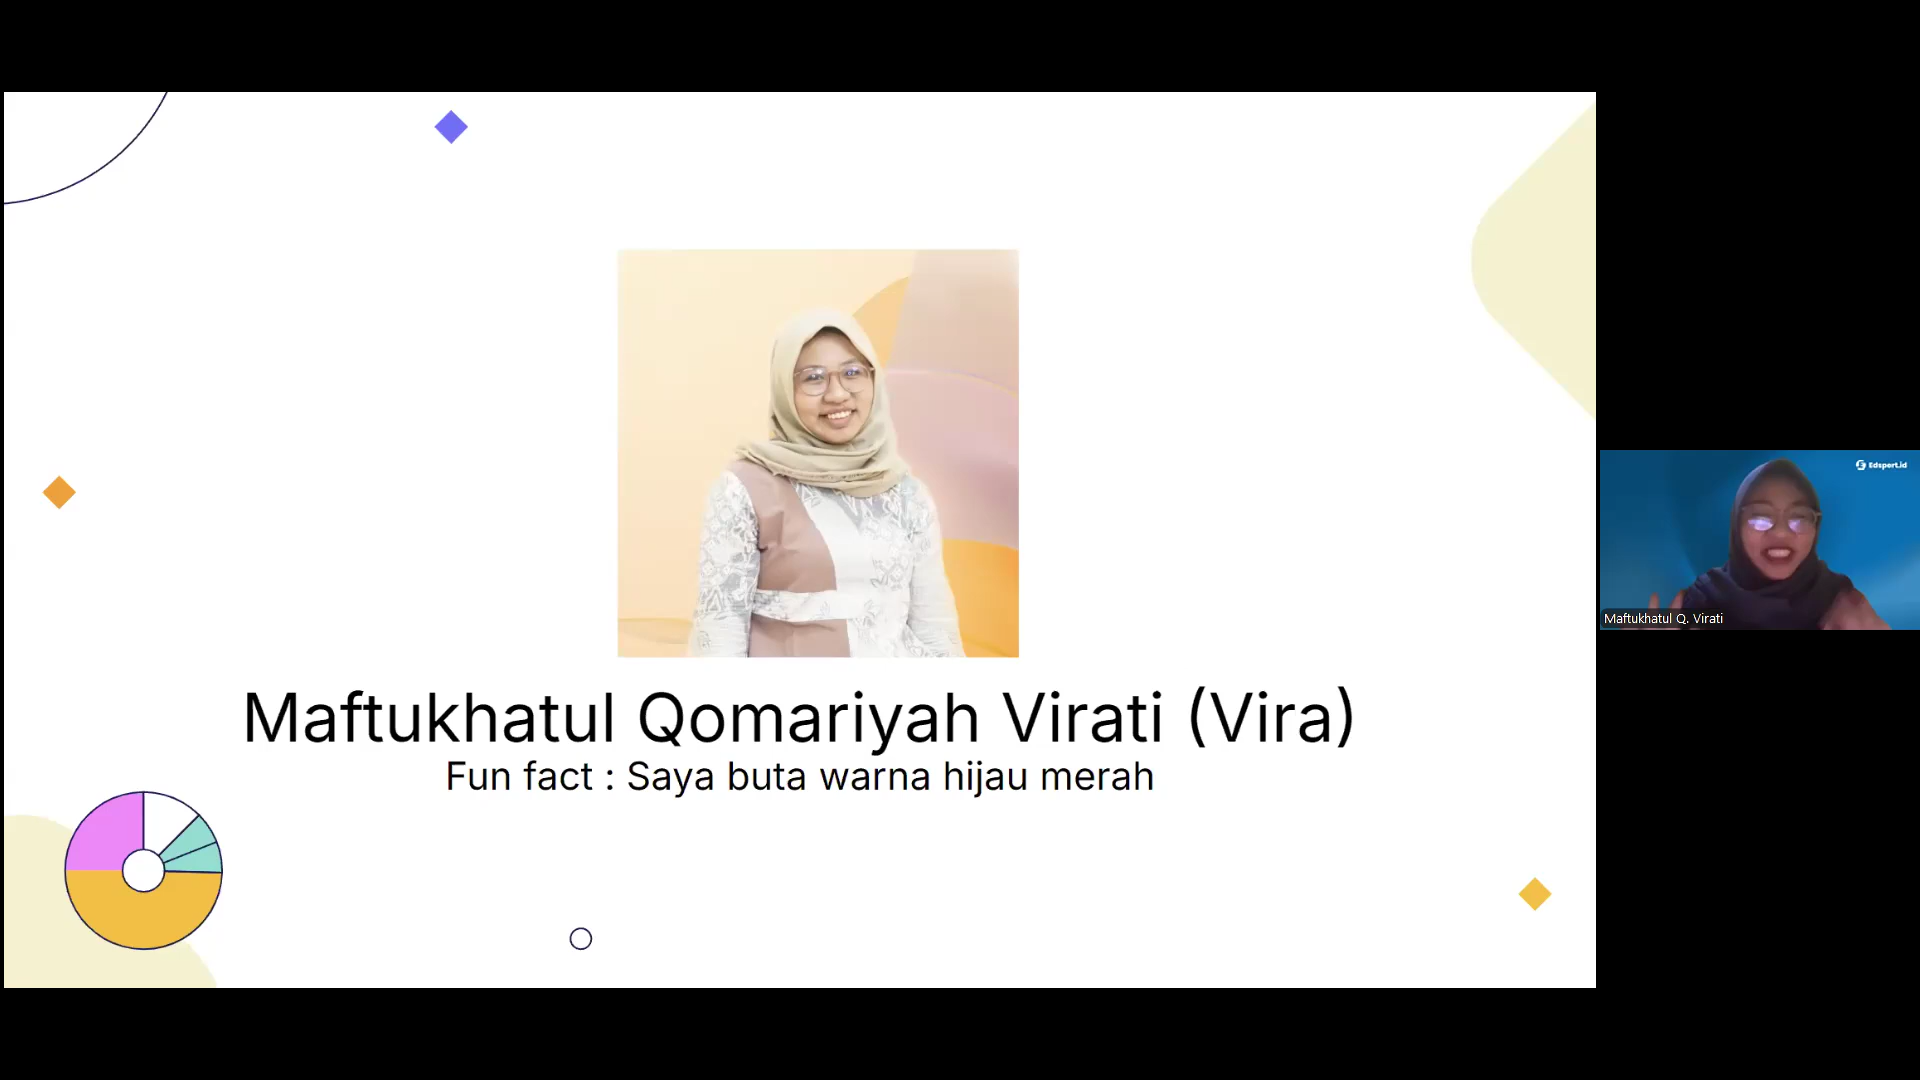 Maftukhatul Qomariyah Virati (Vira)
Fun fact : Saya buta warna hijau merah
Edspert.id
Maftukhatul Q. Virati